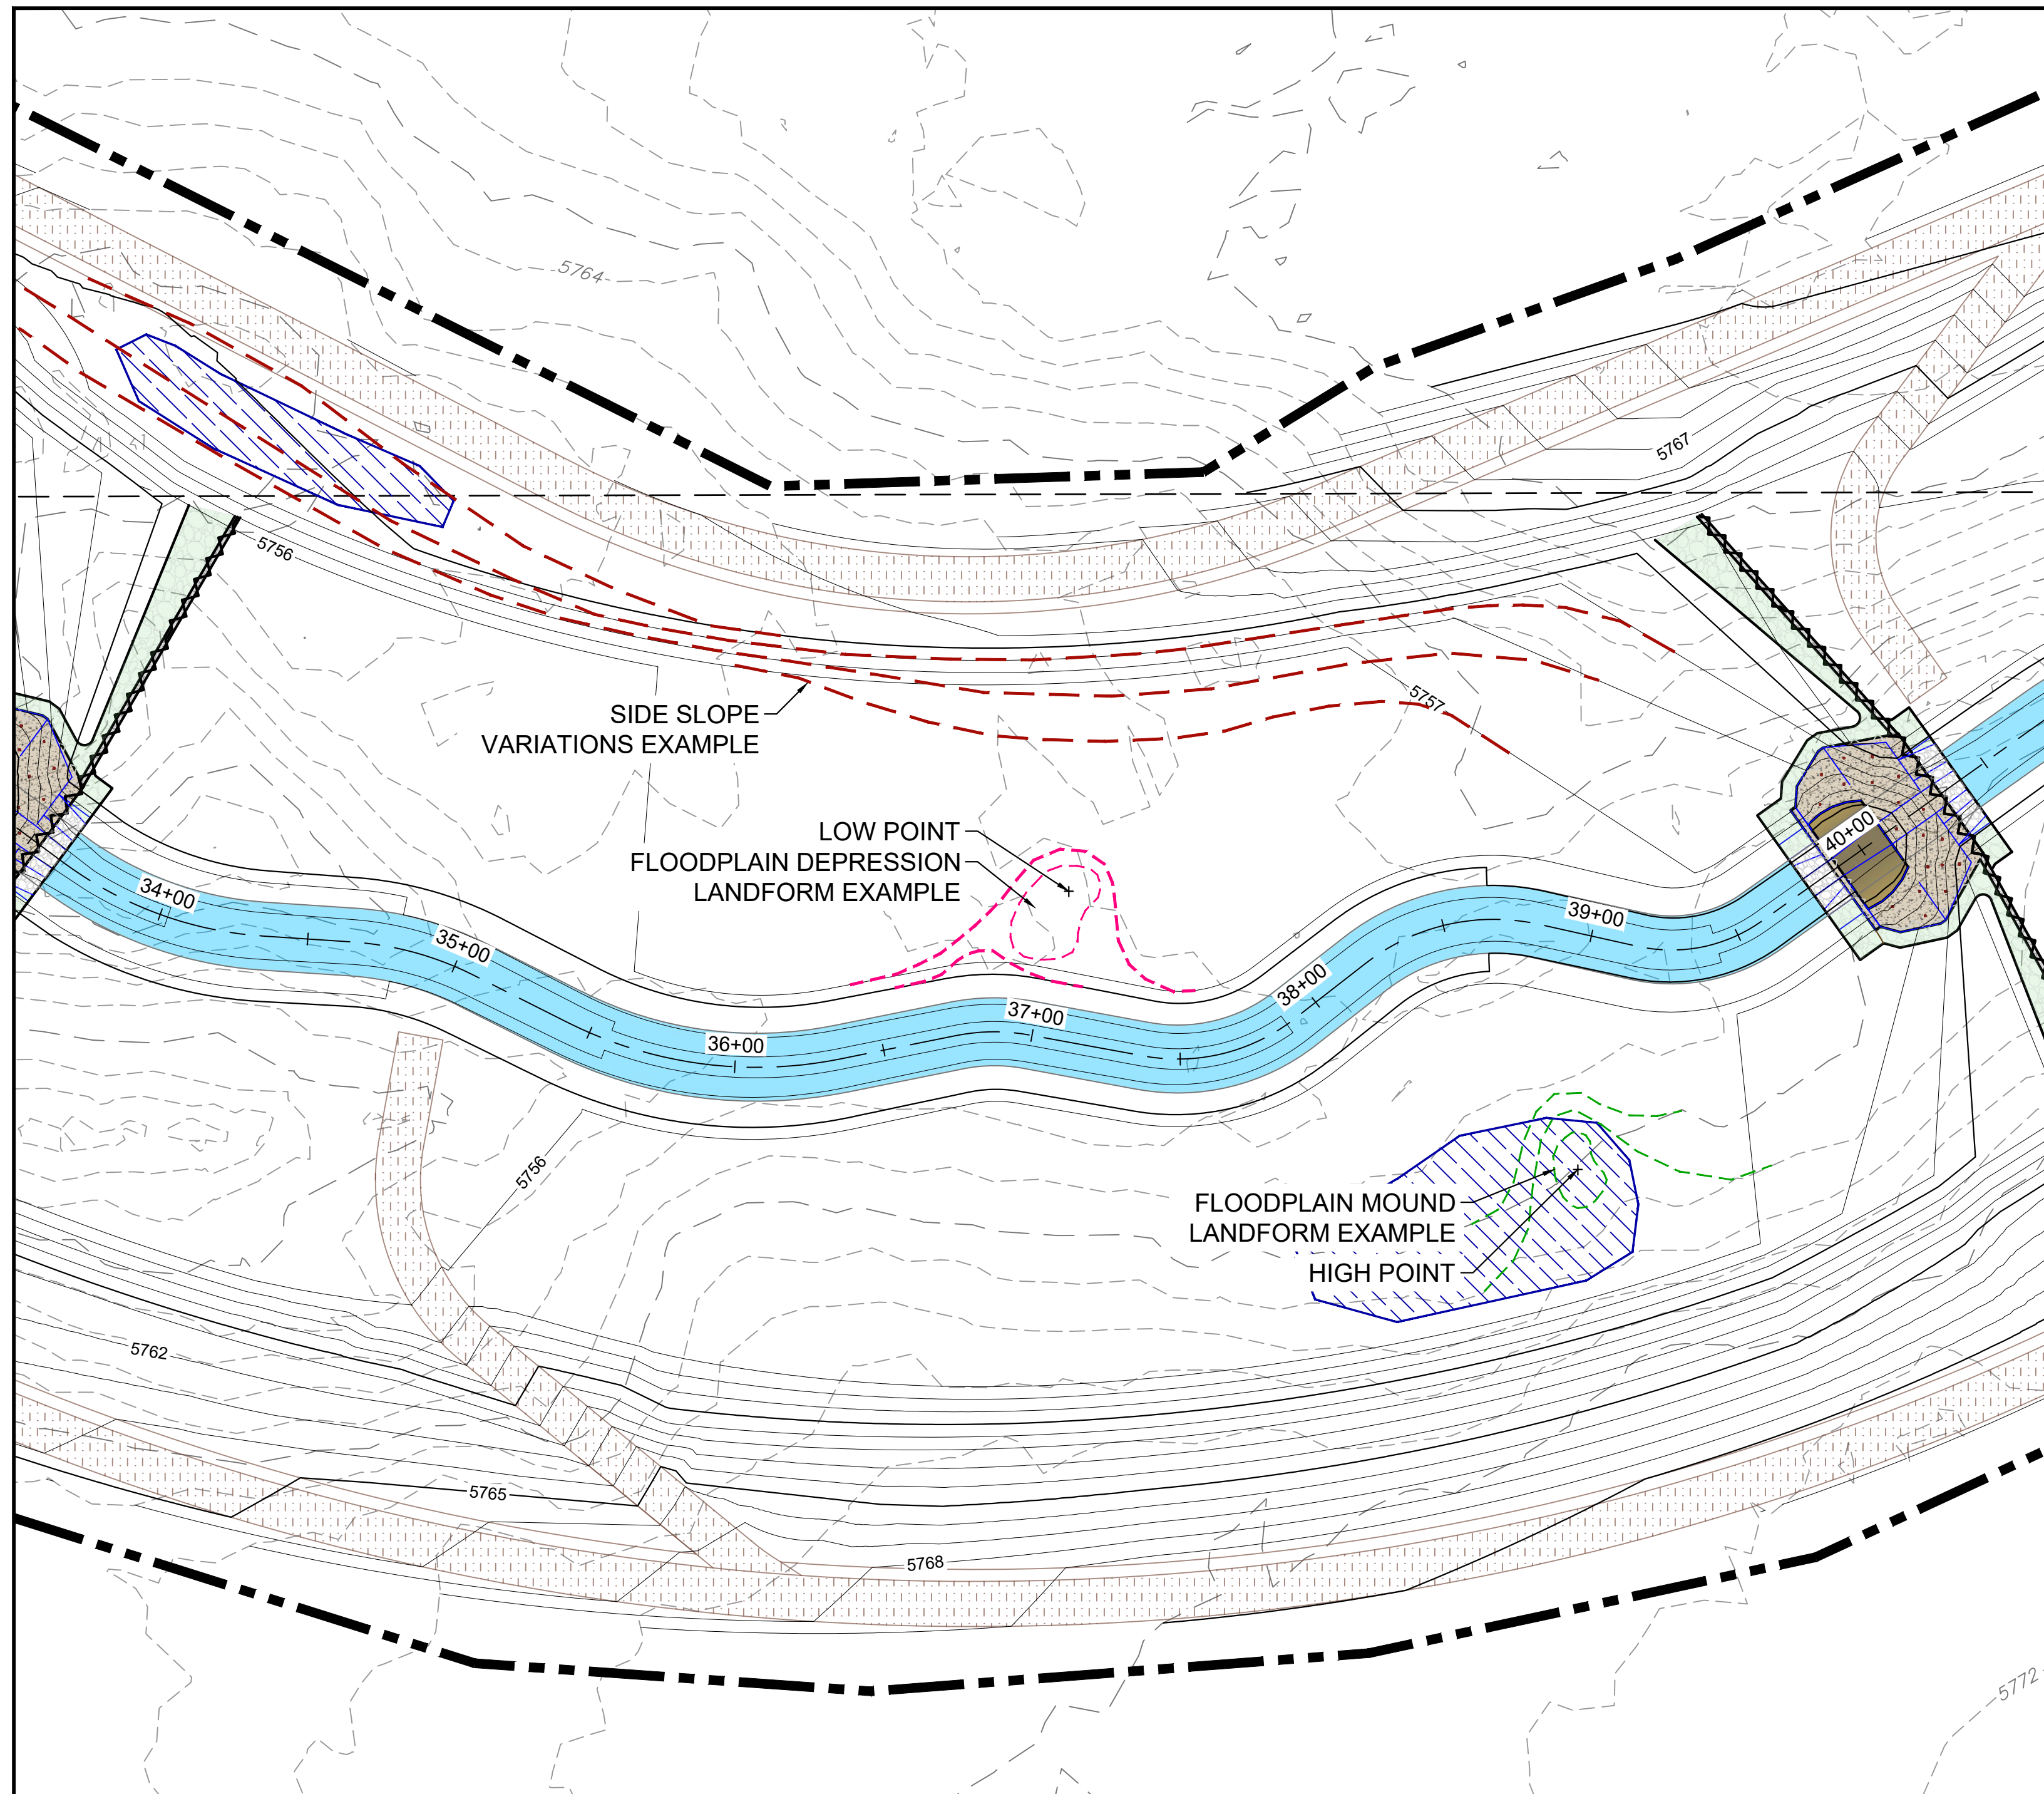 5764
5767
5756
5757
SIDE SLOPE
VARIATIONS EXAMPLE
LOW POINT
FLOODPLAIN DEPRESSION
LANDFORM EXAMPLE
40+00
34+00
35+00
39+00
38+00
37+00
36+00
5756
FLOODPLAIN MOUND
LANDFORM EXAMPLE
HIGH POINT
5762
5765
5768
5772